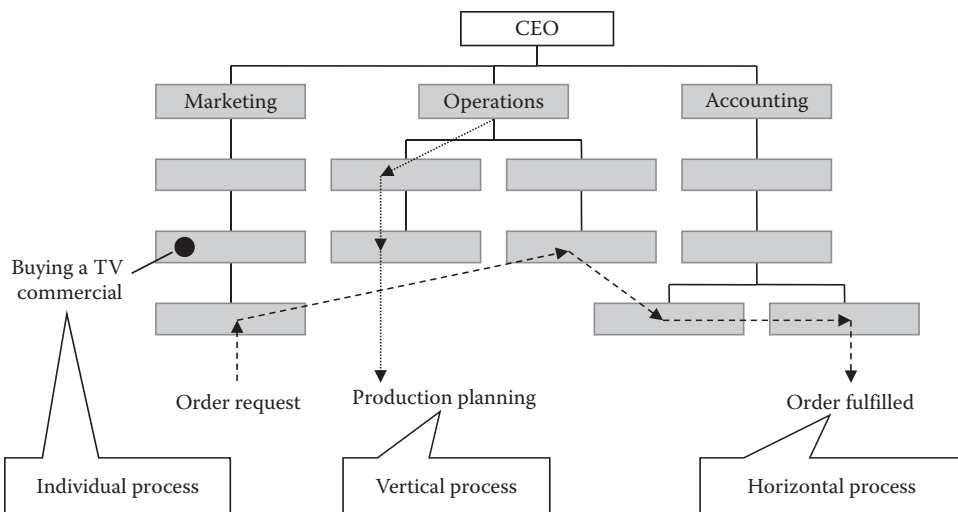 CEO
Marketing
Operations
Accounting
Buying a TV
commercial
Order request
Production planning
Order fulfilled
Individual process
Vertical process
Horizontal process